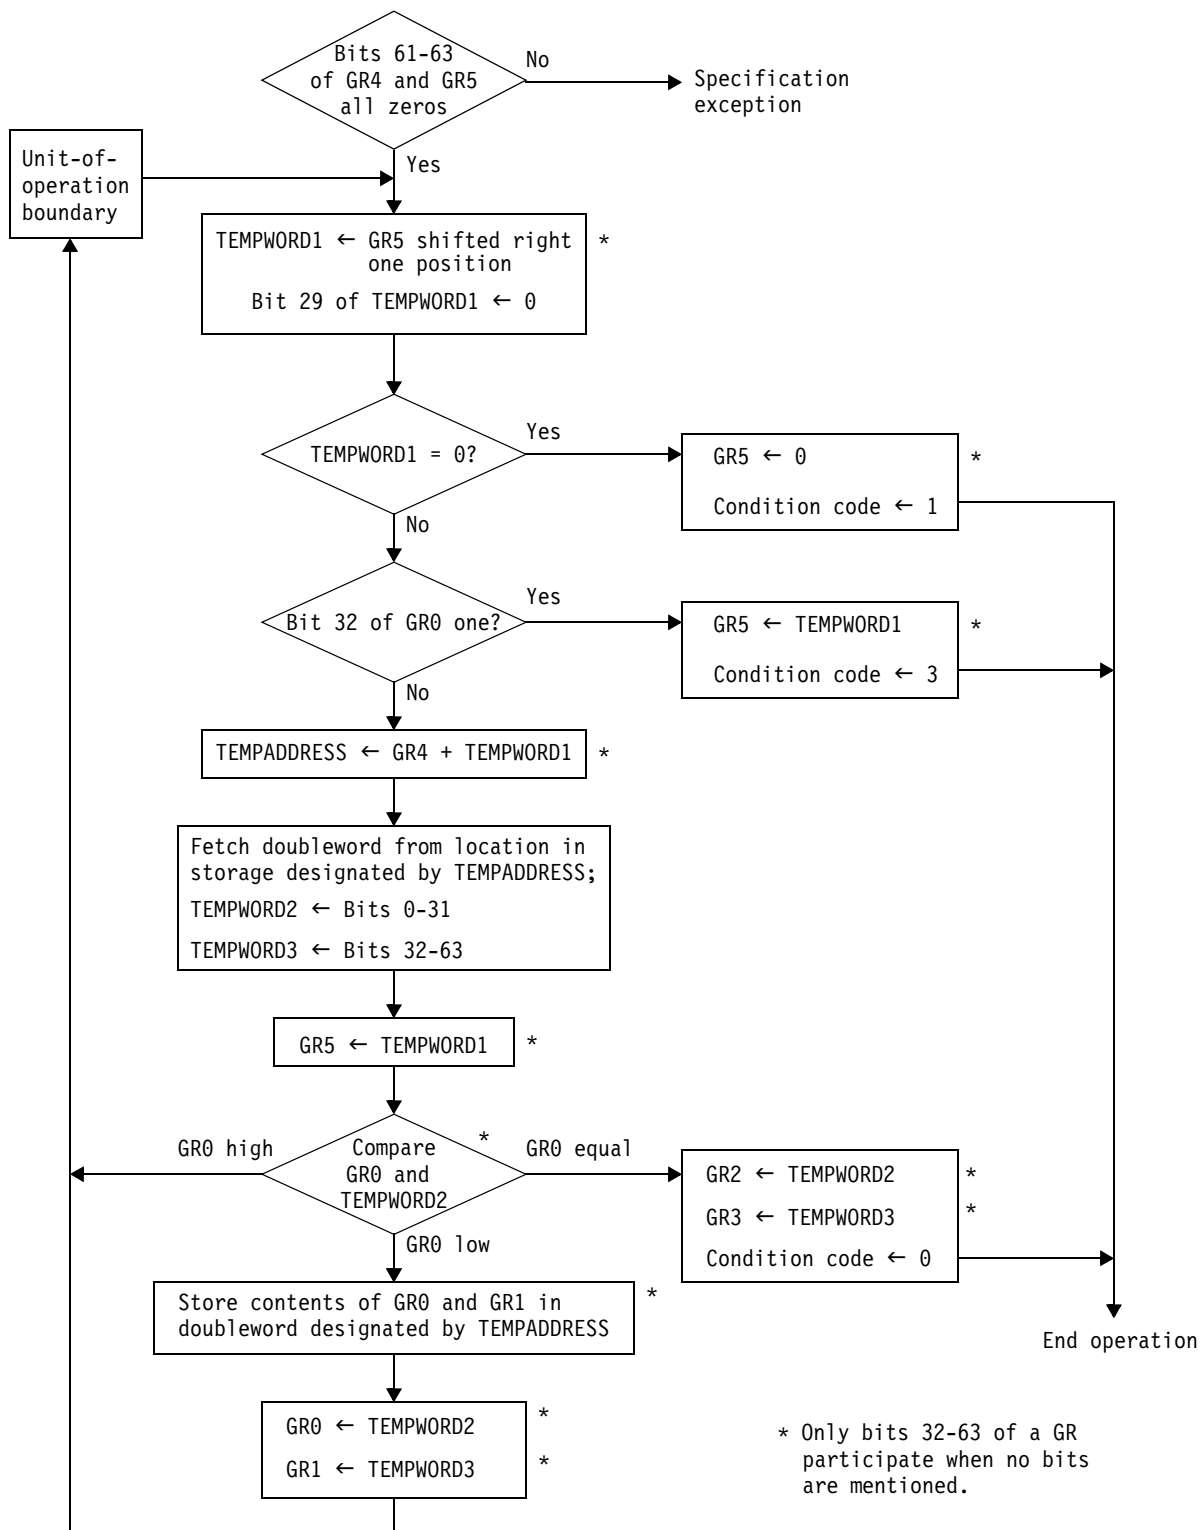 Bits 61-63
of GR4 and GR5
all zeros
No
Specification
exception
Yes
Unit-of-
operation
boundary
TEMPWORD1 ← GR5 shifted right *
one position
Bit 29 of TEMPWORD1 ← 0
TEMPWORD1 = 0?
Yes
GR5 ← 0 *
Condition code ← 1
No
Bit 32 of GR0 one?
Yes
GR5 ← TEMPWORD1 *
Condition code ← 3
No
TEMPADDRESS ← GR4 + TEMPWORD1 *
Fetch doubleword from location in
storage designated by TEMPADDRESS;
TEMPWORD2 ← Bits 0-31
TEMPWORD3 ← Bits 32-63
GR5 ← TEMPWORD1 *
GR0 high
Compare *
GR0 and
TEMPWORD2
GR0 equal
GR2 ← TEMPWORD2 *
GR3 ← TEMPWORD3 *
Condition code ← 0
GR0 low
Store contents of GR0 and GR1 in *
doubleword designated by TEMPADDRESS
End operation
GR0 ← TEMPWORD2 *
GR1 ← TEMPWORD3 *
* Only bits 32-63 of a GR
participate when no bits
are mentioned.